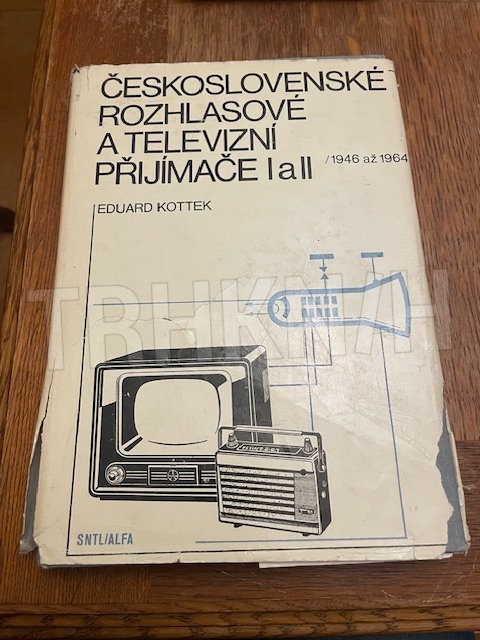 ČESKOSLOVENSKÉ
ROZHLASOVÉ
A TELEVIZNÍ
PŘIJÍMAČE I a II /1946 až 1964
EDUARD KOTTEK
TRHKNIH
SNTL/ALFA